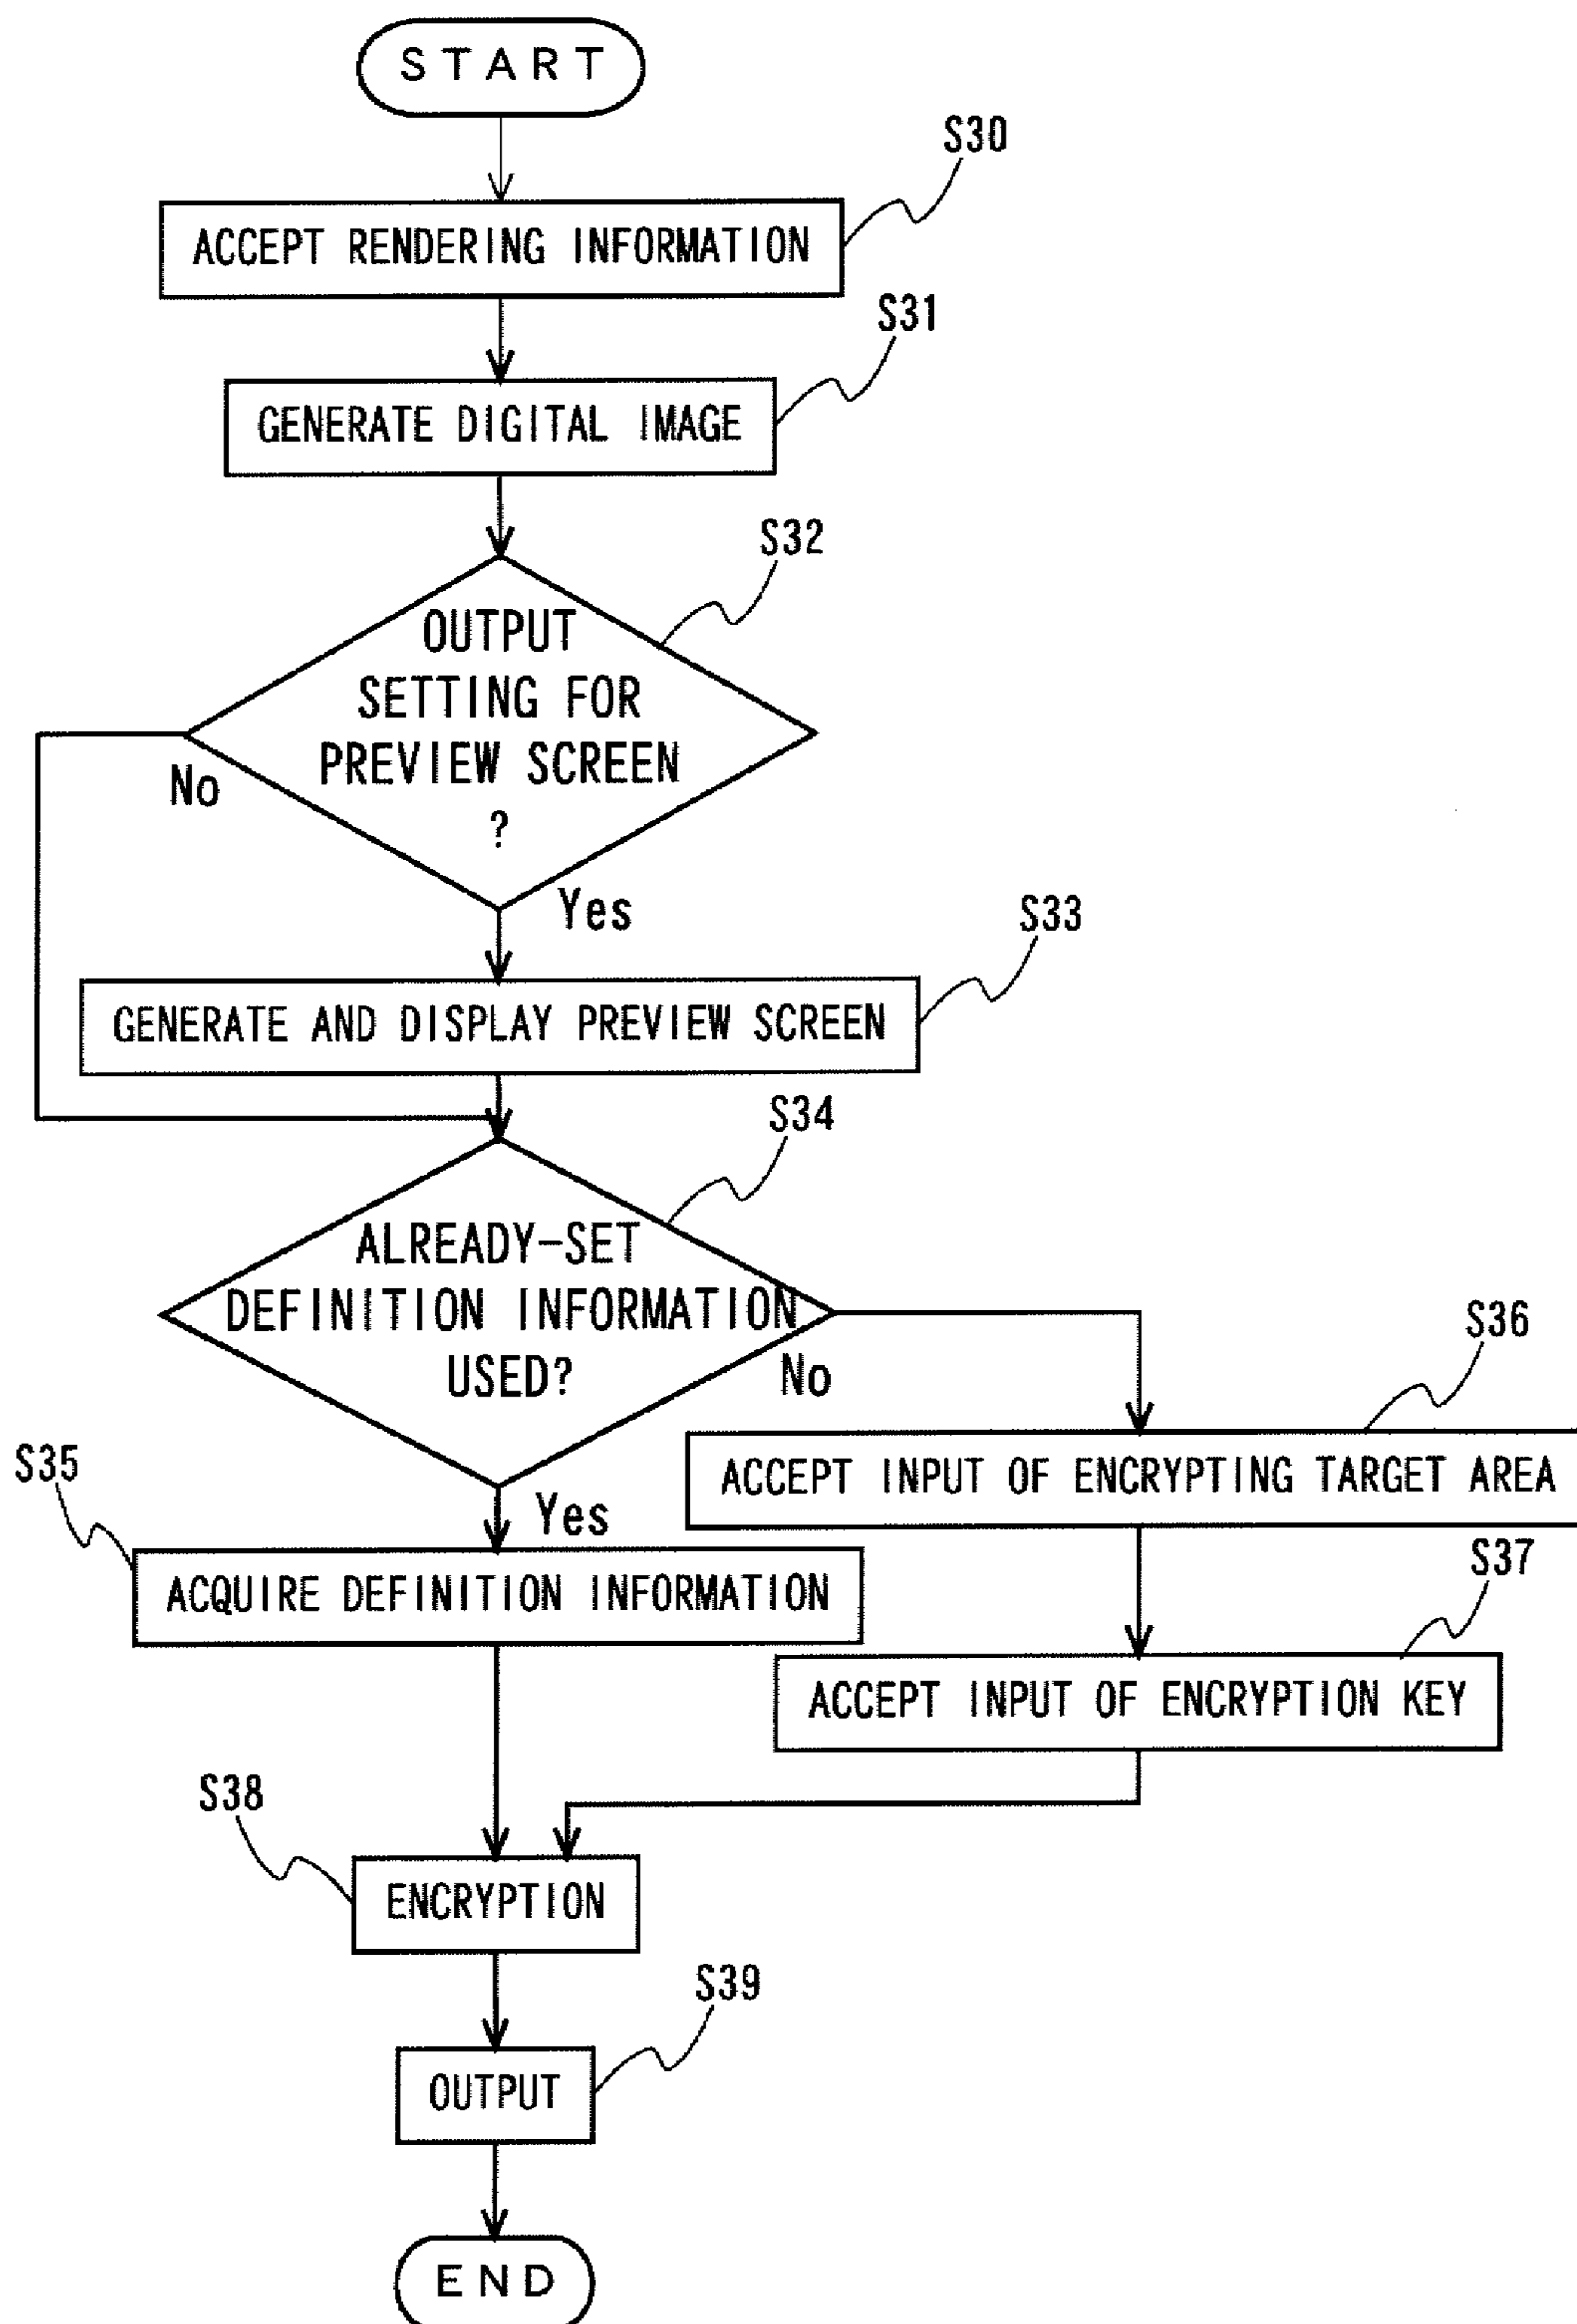 START
S30
ACCEPT RENDERING INFORMATION
S31
GENERATE DIGITAL IMAGE
S32
OUTPUT
SETTING FOR
PREVIEW SCREEN
?
No
Yes
S33
GENERATE AND DISPLAY PREVIEW SCREEN
S34
ALREADY-SET
DEFINITION INFORMATION
USED?
No
S36
ACCEPT INPUT OF ENCRYPTING TARGET AREA
S35
Yes
ACQUIRE DEFINITION INFORMATION
S37
ACCEPT INPUT OF ENCRYPTION KEY
S38
ENCRYPTION
S39
OUTPUT
END